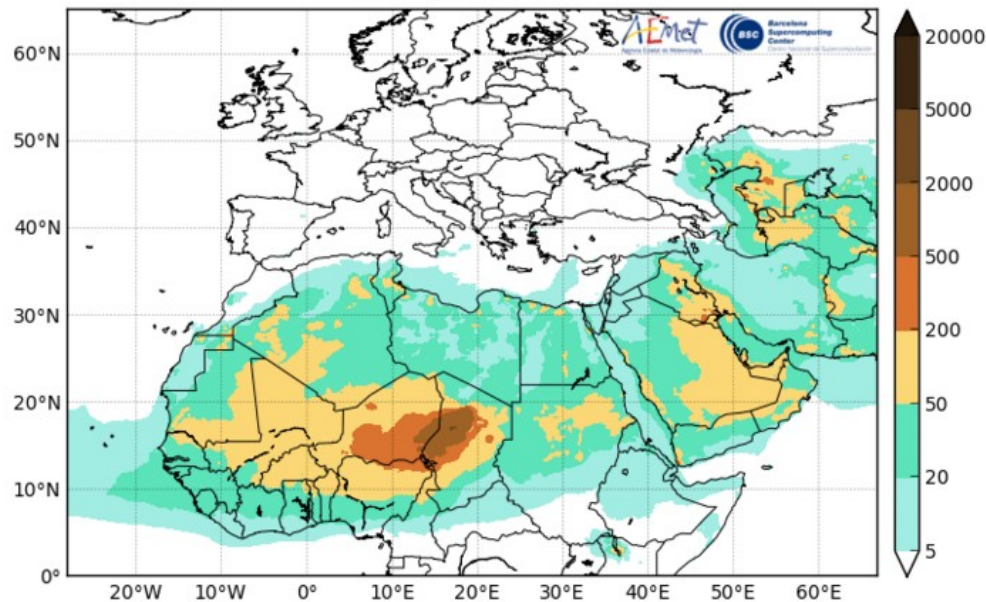 AEMet
Agencia Estatal de Meteorología
BSC
Barcelona
Supercomputing
Center
Centro Nacional de Supercomputación
60°N
50°N
40°N
30°N
20°N
10°N
0°
20°W
10°W
0°
10°E
20°E
30°E
40°E
50°E
60°E
20000
5000
2000
500
200
50
20
5